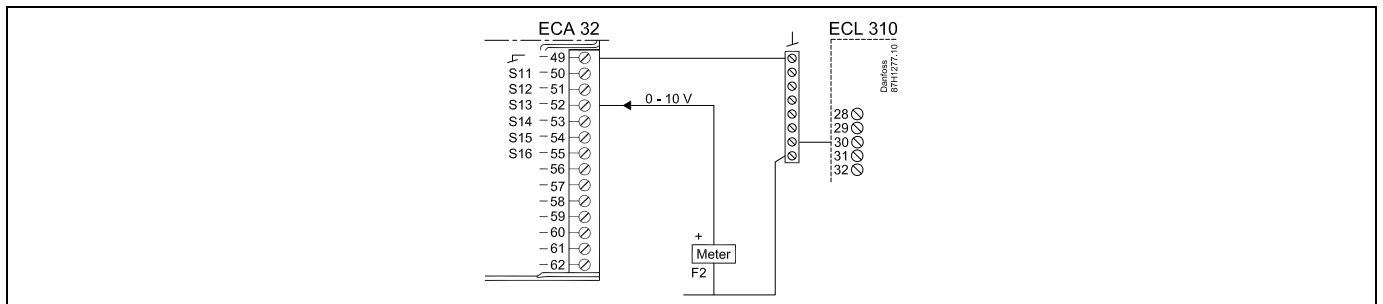 ECA 32
ECL 310
49
S11 50
S12 51
S13 52
S14 53
S15 54
S16 55
56
57
58
59
60
61
62
0 - 10 V
+
Meter
F2
Danfoss
87H1277.10
28
29
30
31
32